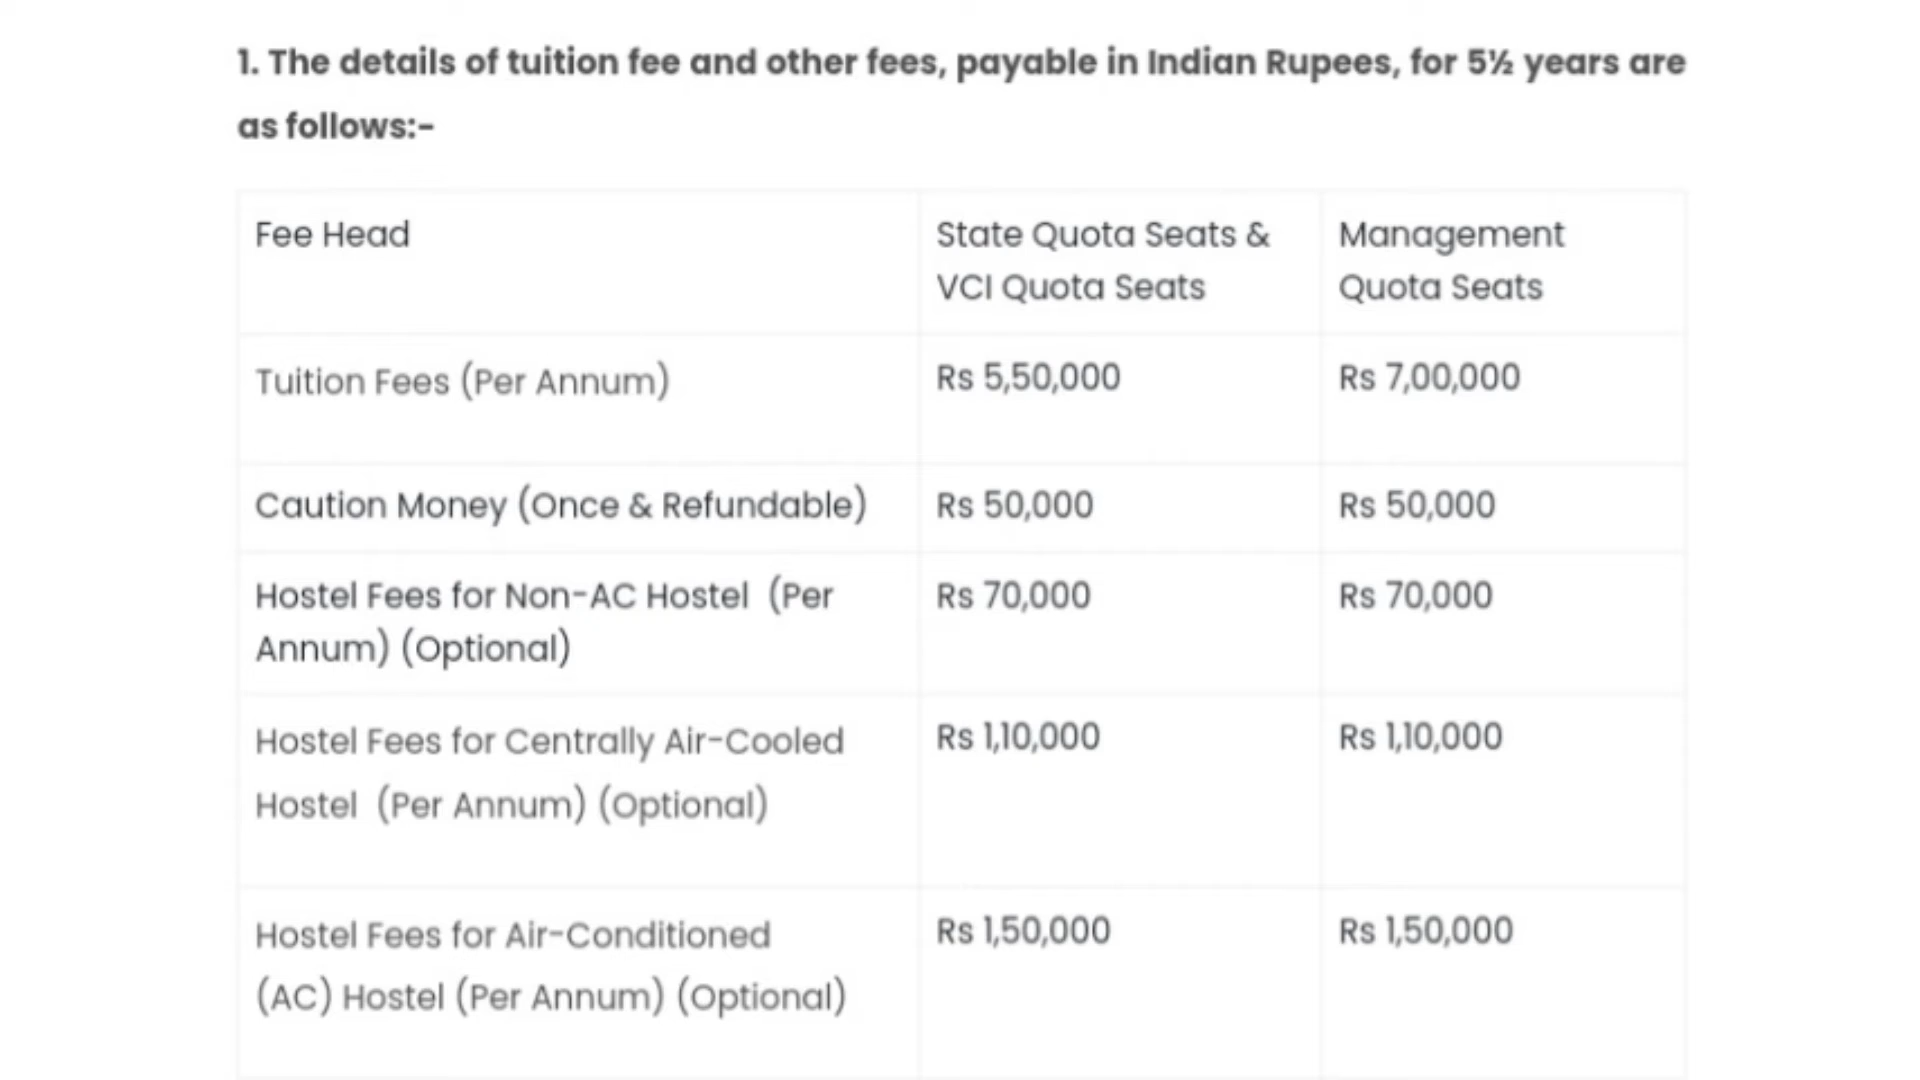 1. The details of tuition fee and other fees, payable in Indian Rupees, for 5½ years are
as follows:-
Fee Head
State Quota Seats &
VCI Quota Seats
Management
Quota Seats
Tuition Fees (Per Annum)
Rs 5,50,000
Rs 7,00,000
Caution Money (Once & Refundable)
Rs 50,000
Rs 50,000
Hostel Fees for Non-AC Hostel (Per
Annum) (Optional)
Rs 70,000
Rs 70,000
Hostel Fees for Centrally Air-Cooled
Hostel (Per Annum) (Optional)
Rs 1,10,000
Rs 1,10,000
Hostel Fees for Air-Conditioned
(AC) Hostel (Per Annum) (Optional)
Rs 1,50,000
Rs 1,50,000